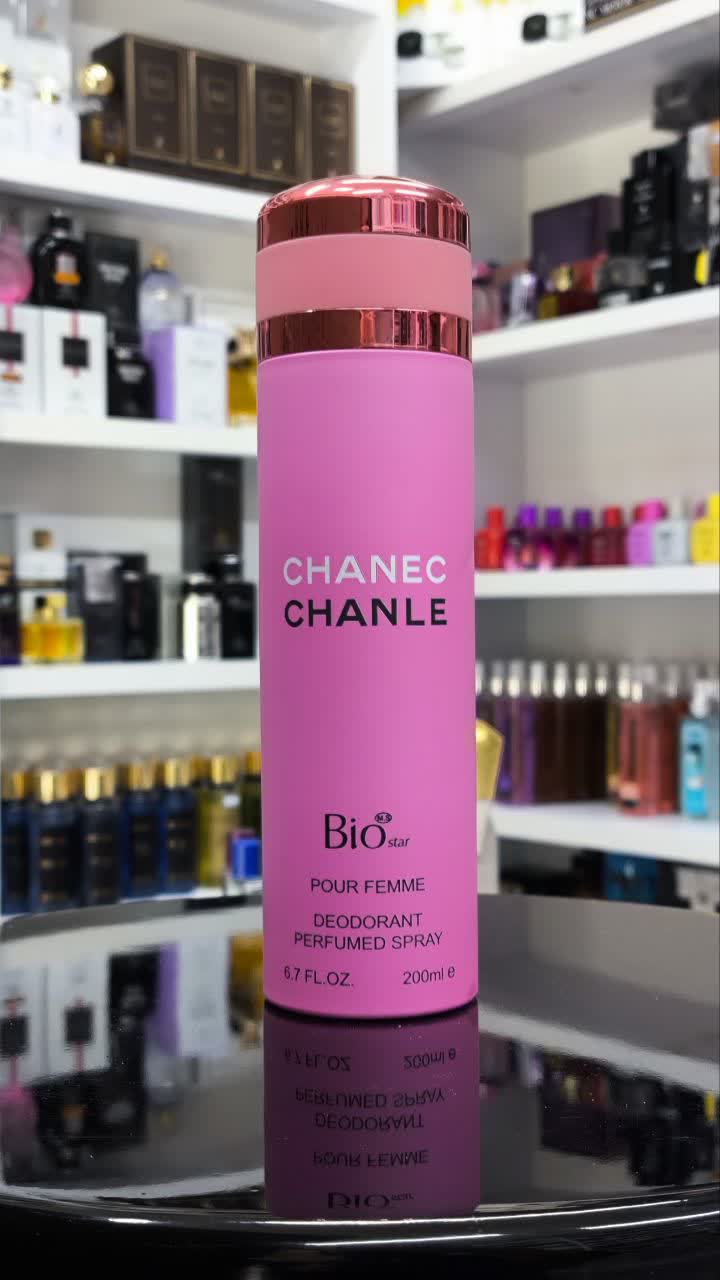 CHANEC
CHANLE
Bio M.S star
POUR FEMME
DEODORANT
PERFUMED SPRAY
6.7 FL.OZ. 200ml e